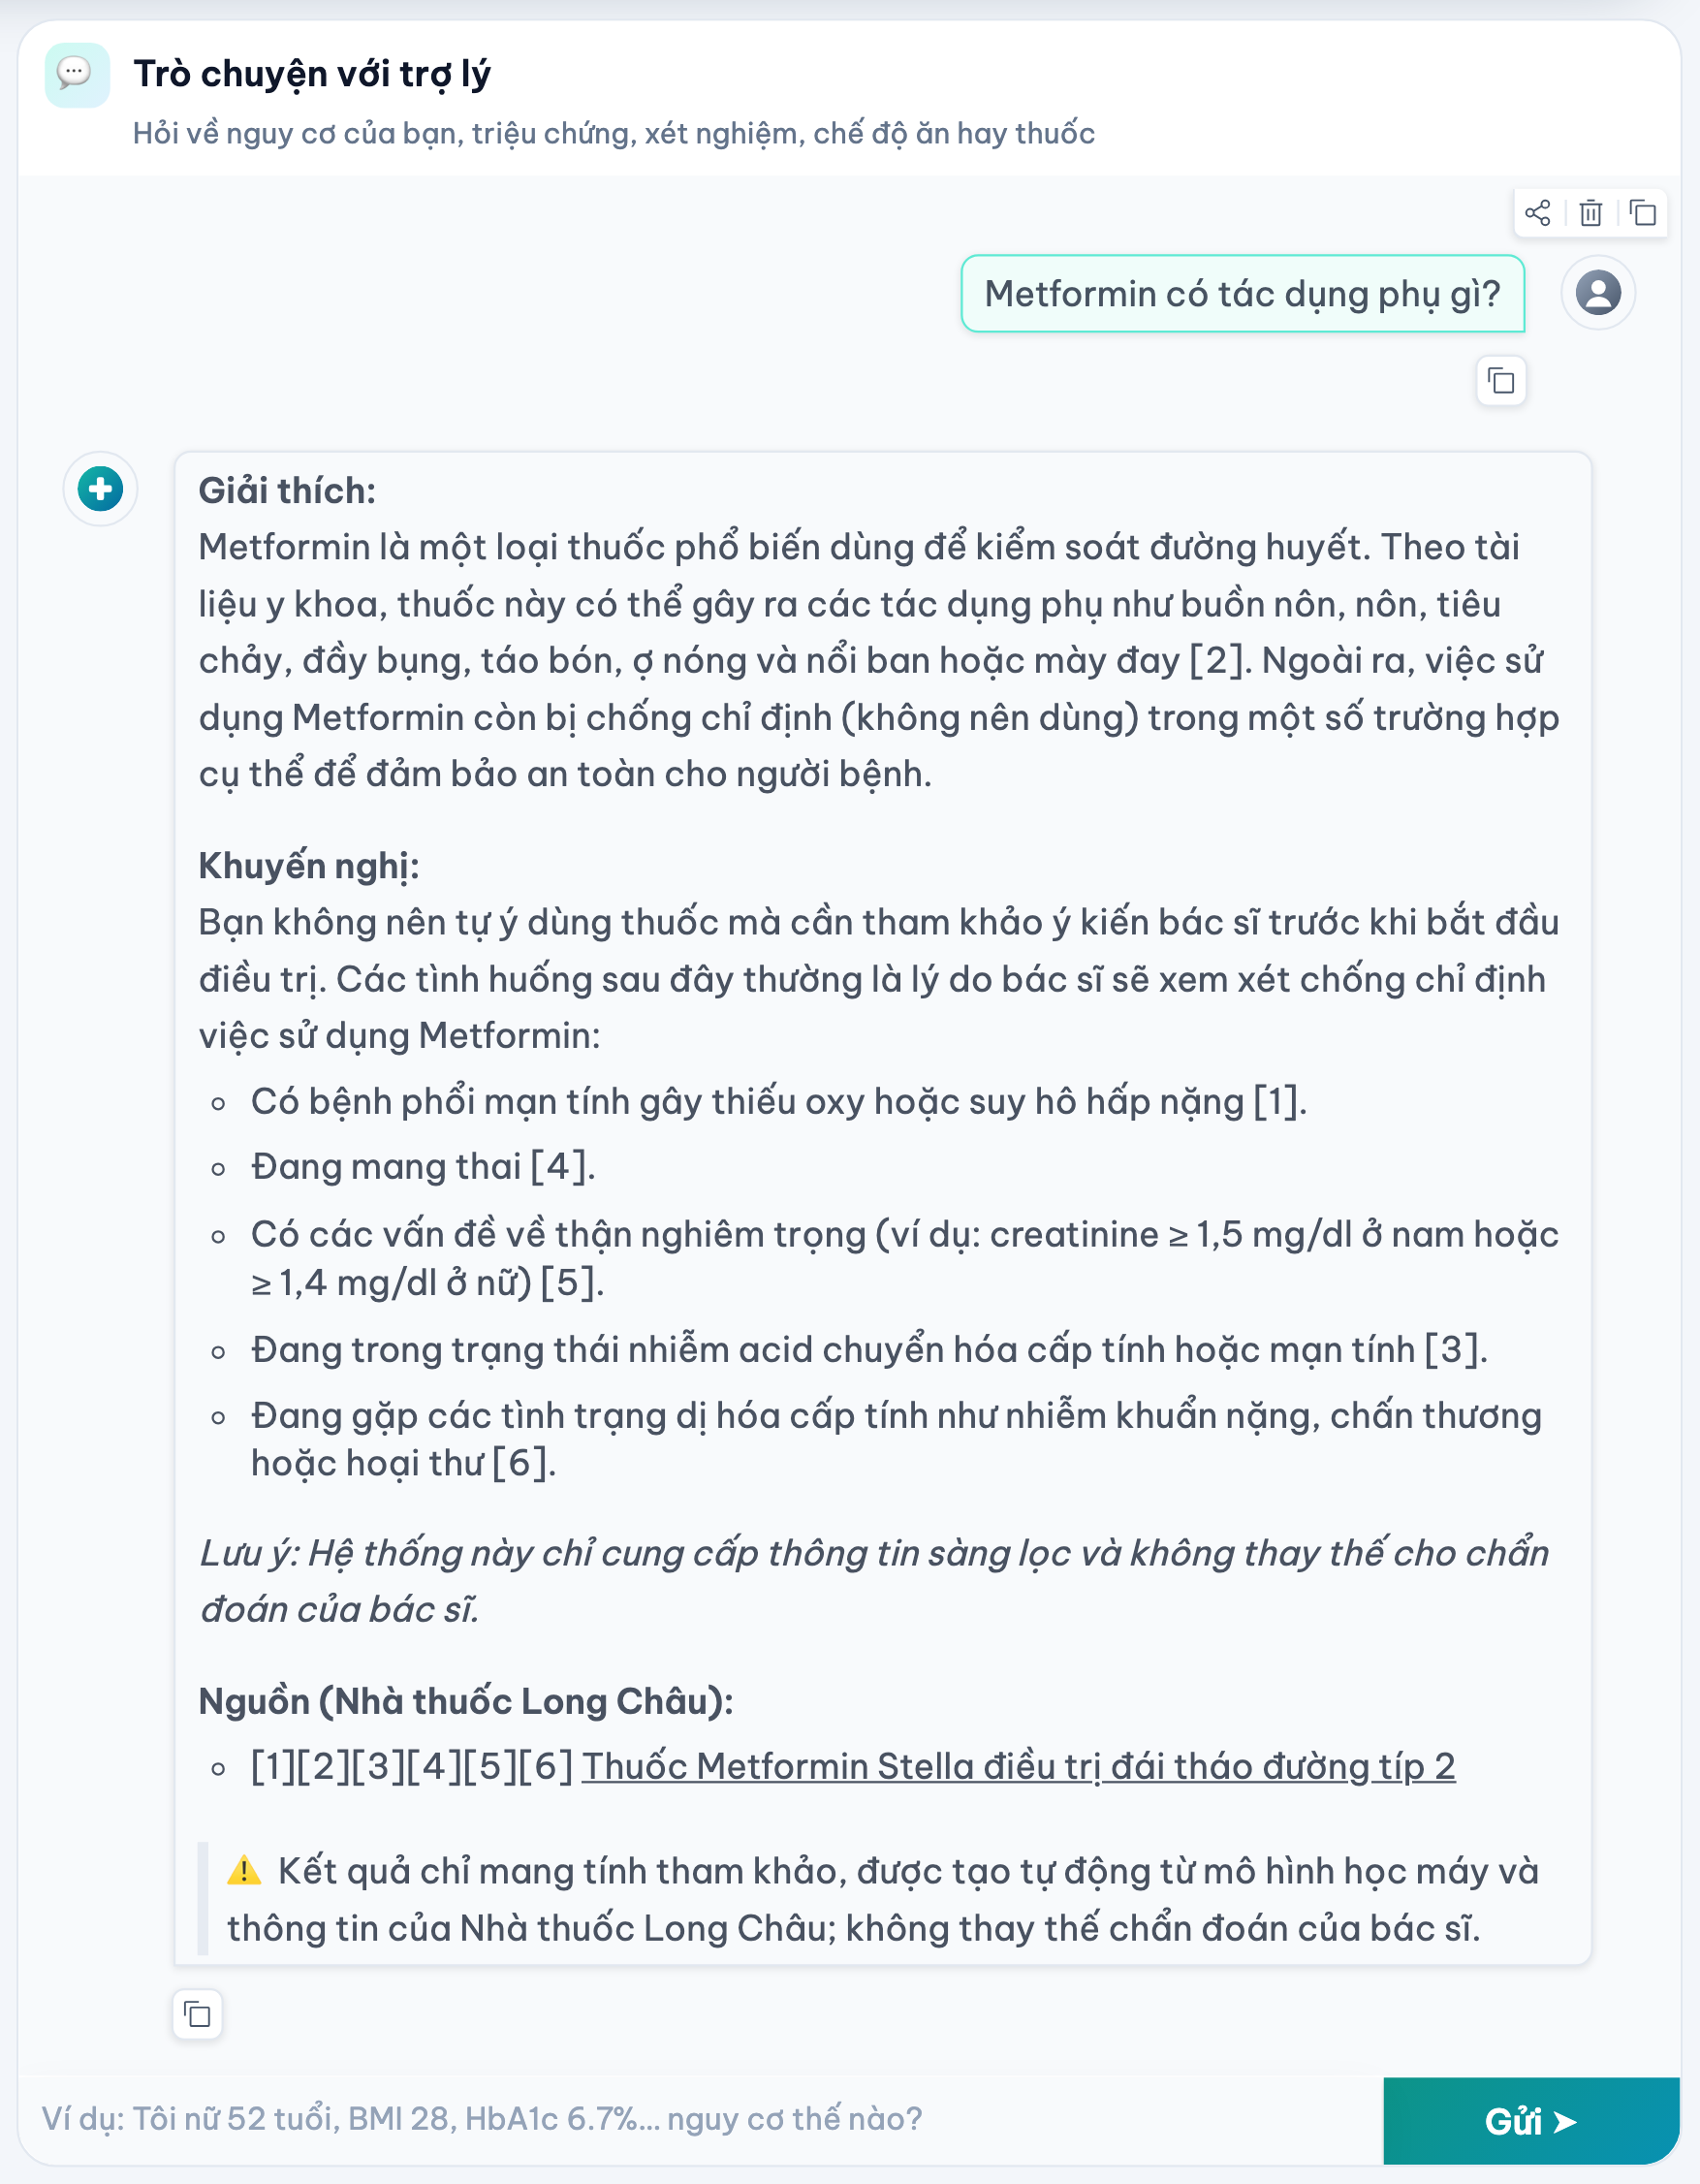 Trò chuyện với trợ lý
Hỏi về nguy cơ của bạn, triệu chứng, xét nghiệm, chế độ ăn hay thuốc
Metformin có tác dụng phụ gì?
Giải thích:
Metformin là một loại thuốc phổ biến dùng để kiểm soát đường huyết. Theo tài
liệu y khoa, thuốc này có thể gây ra các tác dụng phụ như buồn nôn, nôn, tiêu
chảy, đầy bụng, táo bón, ợ nóng và nổi ban hoặc mày đay [2]. Ngoài ra, việc sử
dụng Metformin còn bị chống chỉ định (không nên dùng) trong một số trường hợp
cụ thể để đảm bảo an toàn cho người bệnh.
Khuyến nghị:
Bạn không nên tự ý dùng thuốc mà cần tham khảo ý kiến bác sĩ trước khi bắt đầu
điều trị. Các tình huống sau đây thường là lý do bác sĩ sẽ xem xét chống chỉ định
việc sử dụng Metformin:
Có bệnh phổi mạn tính gây thiếu oxy hoặc suy hô hấp nặng [1].
Đang mang thai [4].
Có các vấn đề về thận nghiêm trọng (ví dụ: creatinine ≥ 1,5 mg/dl ở nam hoặc
≥ 1,4 mg/dl ở nữ) [5].
Đang trong trạng thái nhiễm acid chuyển hóa cấp tính hoặc mạn tính [3].
Đang gặp các tình trạng dị hóa cấp tính như nhiễm khuẩn nặng, chấn thương
hoặc hoại thư [6].
Lưu ý: Hệ thống này chỉ cung cấp thông tin sàng lọc và không thay thế cho chẩn
đoán của bác sĩ.
Nguồn (Nhà thuốc Long Châu):
[1][2][3][4][5][6] Thuốc Metformin Stella điều trị đái tháo đường típ 2
⚠️ Kết quả chỉ mang tính tham khảo, được tạo tự động từ mô hình học máy và
thông tin của Nhà thuốc Long Châu; không thay thế chẩn đoán của bác sĩ.
Ví dụ: Tôi nữ 52 tuổi, BMI 28, HbA1c 6.7%... nguy cơ thế nào?
Gửi ➤